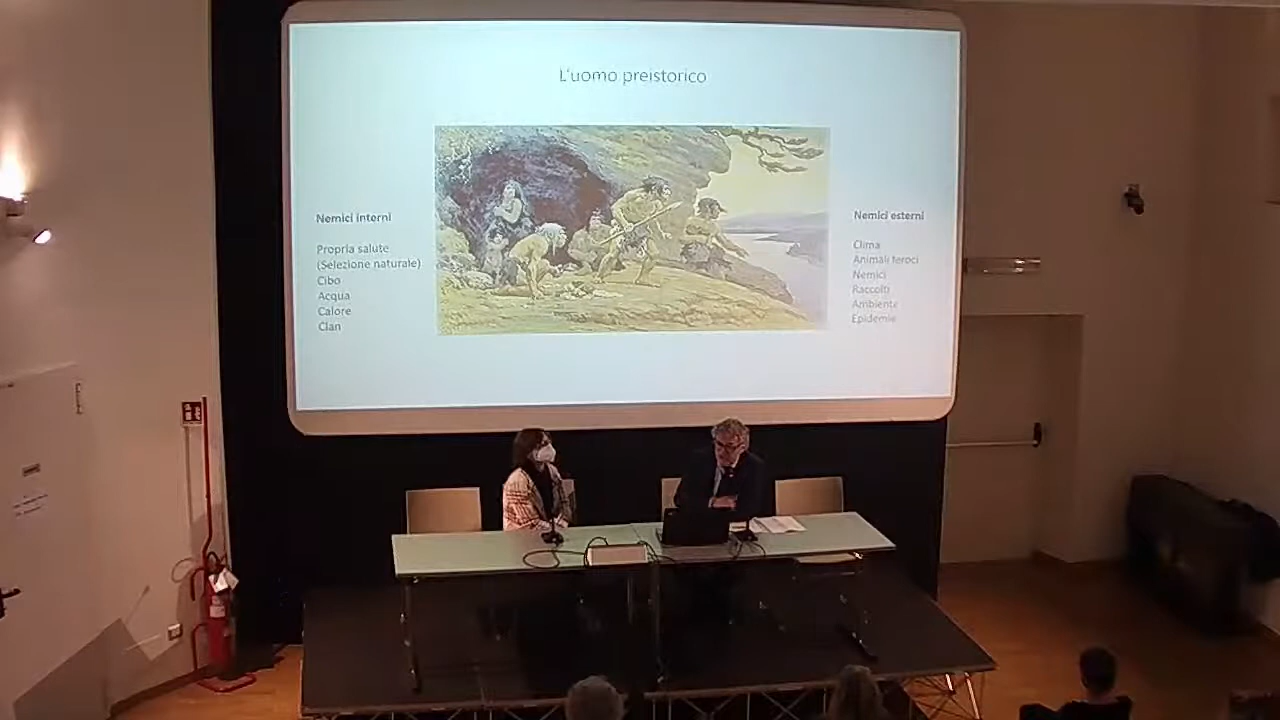 L'uomo preistorico
Nemici interni
Propria salute
(Selezione naturale)
Cibo
Acqua
Calore
Clan
Nemici esterni
Clima
Animali feroci
Nemici
Raccolti
Ambiente
Epidemie